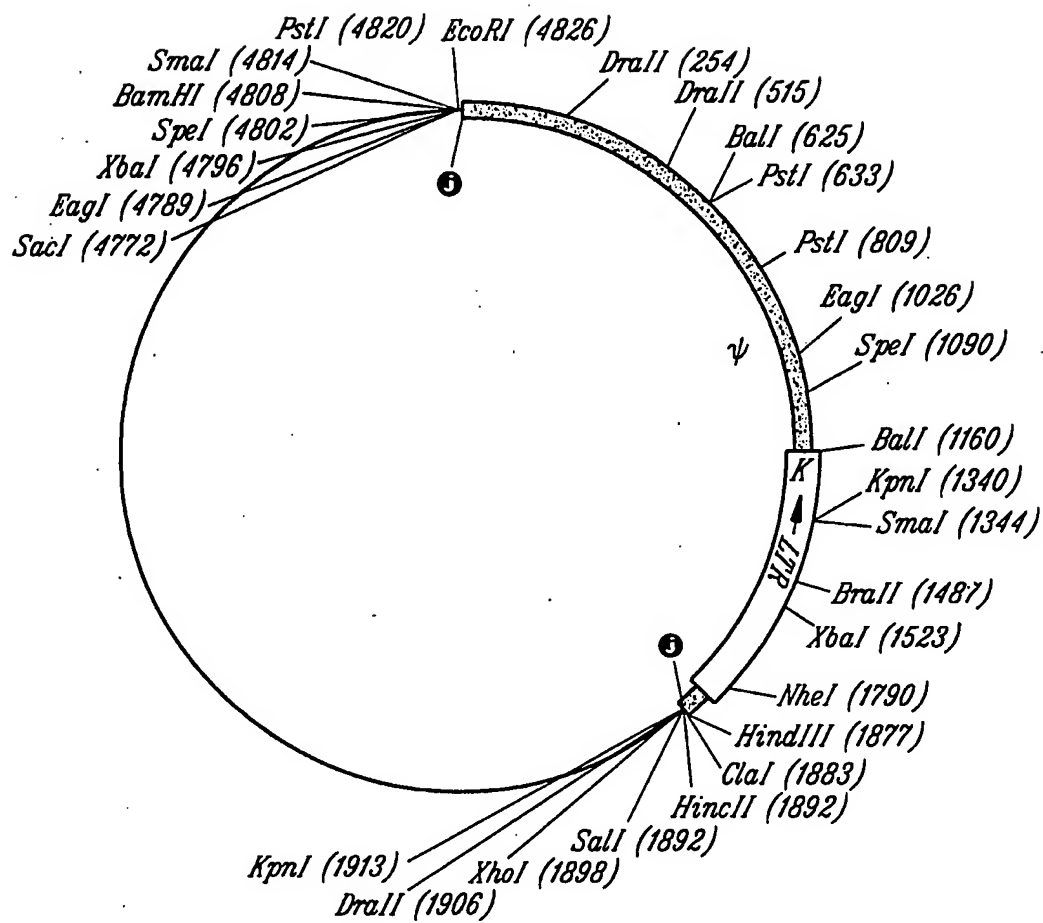 PstI (4820) EcoRI (4826)
SmaI (4814)
BamHI (4808)
SpeI (4802)
XbaI (4796)
EagI (4789)
SacI (4772)
DraII (254)
DraII (515)
BalI (625)
PstI (633)
PstI (809)
EagI (1026)
SpeI (1090)
ψ
j
BalI (1160)
K
KpnI (1340)
SmaI (1344)
LTR
BraII (1487)
XbaI (1523)
j
NheI (1790)
HindIII (1877)
ClaI (1883)
HincII (1892)
SalI (1892)
XhoI (1898)
KpnI (1913)
DraII (1906)